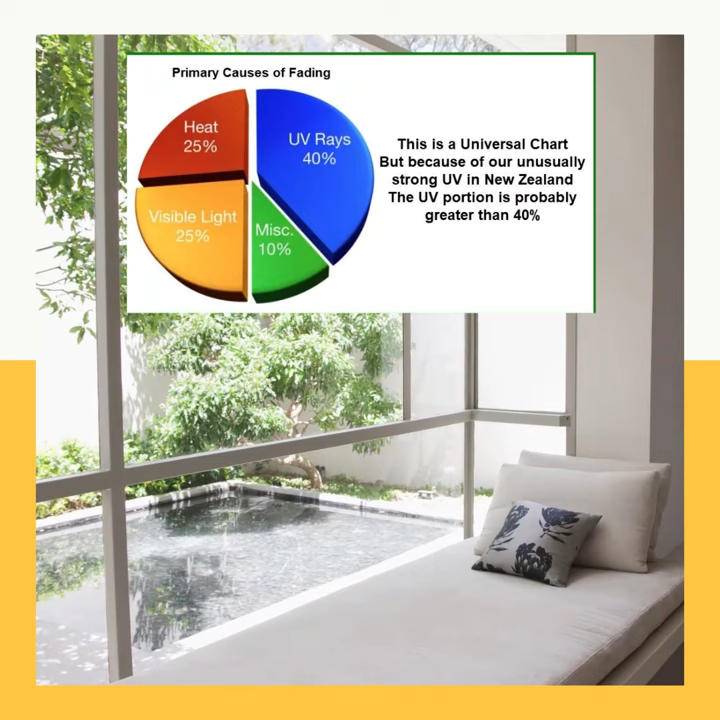 Primary Causes of Fading
Heat
25%
UV Rays
40%
Visible Light
25%
Misc.
10%
This is a Universal Chart
But because of our unusually
strong UV in New Zealand
The UV portion is probably
greater than 40%